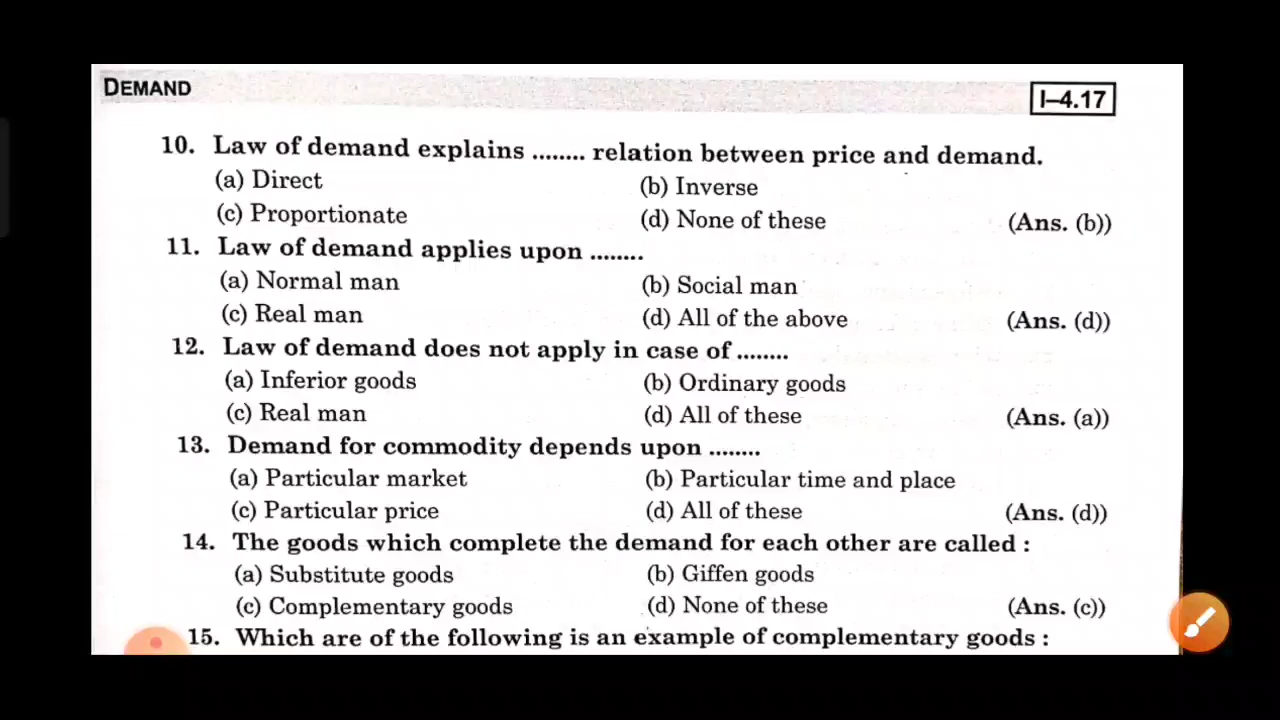 DEMAND I–4.17
10. Law of demand explains ........ relation between price and demand.
(a) Direct (b) Inverse
(c) Proportionate (d) None of these (Ans. (b))
11. Law of demand applies upon ........
(a) Normal man (b) Social man
(c) Real man (d) All of the above (Ans. (d))
12. Law of demand does not apply in case of ........
(a) Inferior goods (b) Ordinary goods
(c) Real man (d) All of these (Ans. (a))
13. Demand for commodity depends upon ........
(a) Particular market (b) Particular time and place
(c) Particular price (d) All of these (Ans. (d))
14. The goods which complete the demand for each other are called :
(a) Substitute goods (b) Giffen goods
(c) Complementary goods (d) None of these (Ans. (c))
15. Which are of the following is an example of complementary goods :